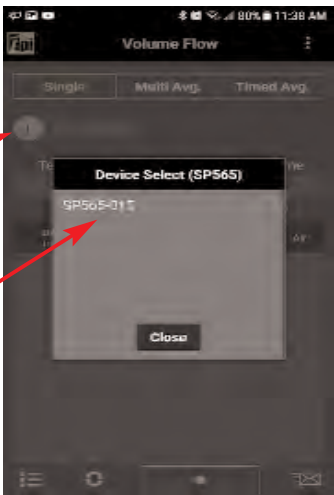 80% 11:38 AM
Tpi Volume Flow
Single Multi Avg. Timed Avg.
Device Select (SP565)
SP565-015
Close